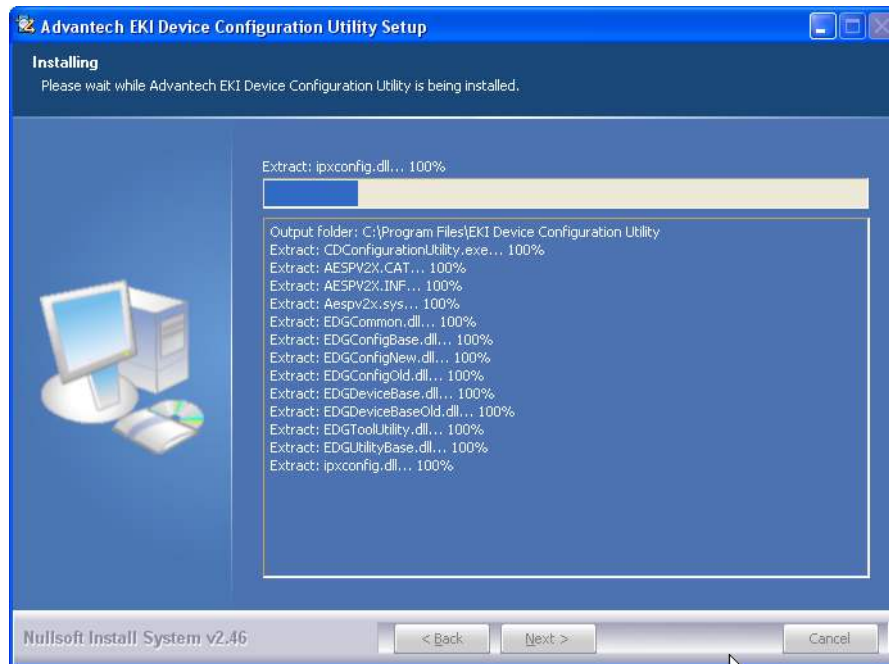 Advantech EKI Device Configuration Utility Setup
Installing
Please wait while Advantech EKI Device Configuration Utility is being installed.
Extract: ipxconfig.dll... 100%
Output folder: C:\Program Files\EKI Device Configuration Utility
Extract: CDConfigurationUtility.exe... 100%
Extract: AESPV2X.CAT... 100%
Extract: AESPV2X.INF... 100%
Extract: Aespv2x.sys... 100%
Extract: EDGCommon.dll... 100%
Extract: EDGConfigBase.dll... 100%
Extract: EDGConfigNew.dll... 100%
Extract: EDGConfigOld.dll... 100%
Extract: EDGDeviceBase.dll... 100%
Extract: EDGDeviceBaseOld.dll... 100%
Extract: EDGToolUtility.dll... 100%
Extract: EDGUtilityBase.dll... 100%
Extract: ipxconfig.dll... 100%
Nullsoft Install System v2.46
< Back
Next >
Cancel